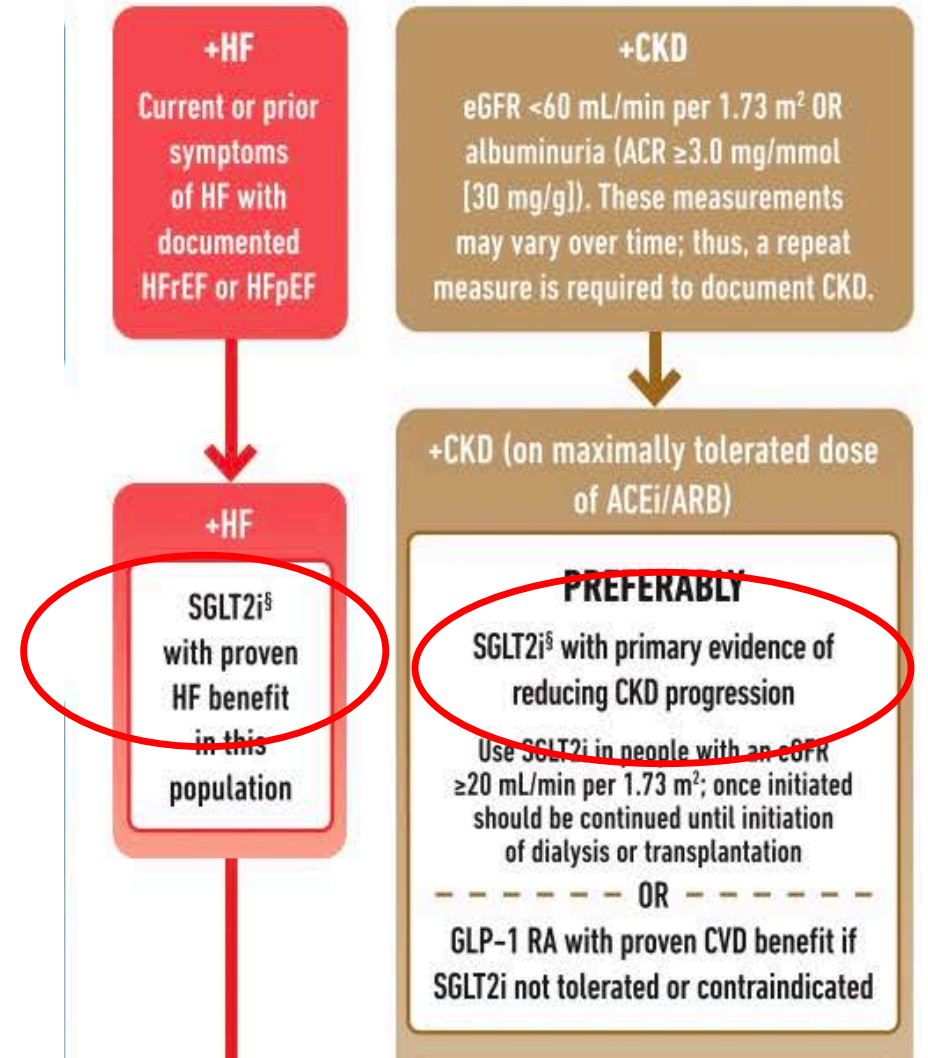 +HF
Current or prior
symptoms
of HF with
documented
HFrEF or HFpEF
+HF
SGLT2i§
with proven
HF benefit
in this
population
+CKD
eGFR <60 mL/min per 1.73 m² OR
albuminuria (ACR ≥3.0 mg/mmol
[30 mg/g]). These measurements
may vary over time; thus, a repeat
measure is required to document CKD.
+CKD (on maximally tolerated dose
of ACEi/ARB)
PREFERABLY
SGLT2i§ with primary evidence of
reducing CKD progression
Use SGLT2i in people with an eGFR
≥20 mL/min per 1.73 m²; once initiated
should be continued until initiation
of dialysis or transplantation
OR
GLP-1 RA with proven CVD benefit if
SGLT2i not tolerated or contraindicated